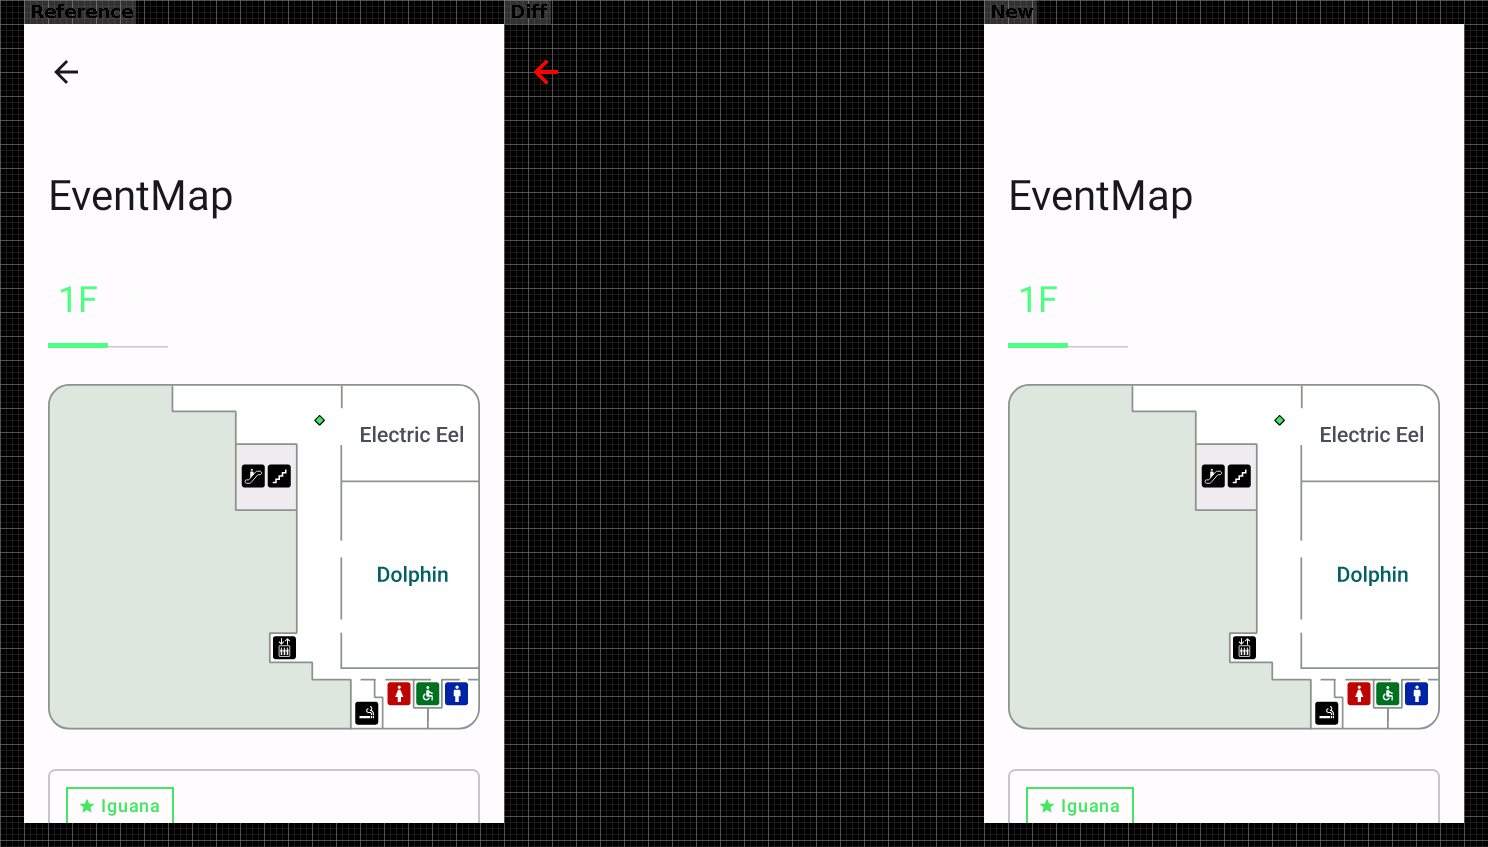 Reference
Diff
New
EventMap
1F 2F
Electric Eel
Dolphin
Iguana
EventMap
1F 2F
Electric Eel
Dolphin
Iguana